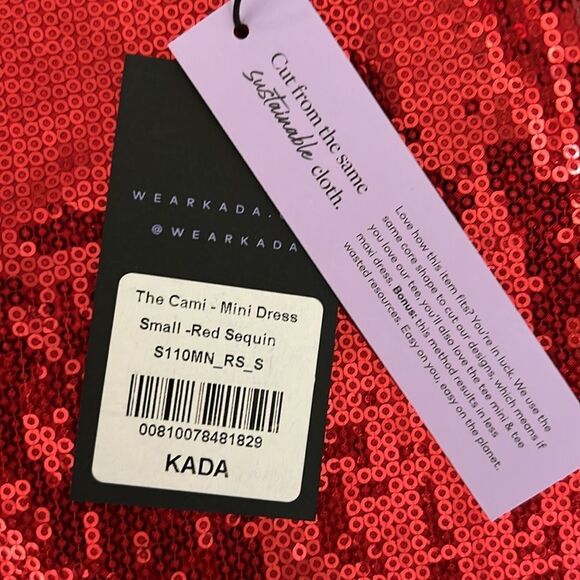 WEARKADA.
@WEARKADA
The Cami - Mini Dress
Small -Red Sequin
S110MN_RS_S
00810078481829
KADA
Cut from the same
sustainable cloth.
Love how this item fits? You're in luck. We use the
same core shape to cut our designs, which means if
you love our tee, you'll also love the tee mini & tee
maxi dress. Bonus: this method results in less
wasted resources. Easy on you, easy on the planet.